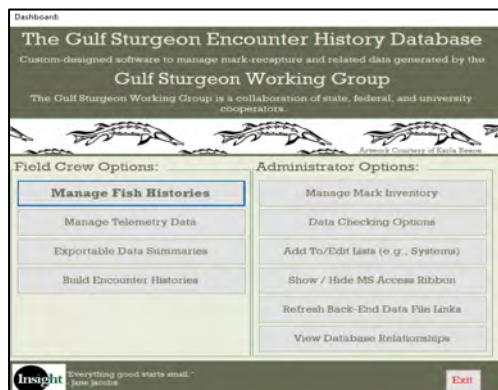 Dashboard:
The Gulf Sturgeon Encounter History Database
Custom-designed software to manage mark-recapture and related data generated by the
Gulf Sturgeon Working Group
The Gulf Sturgeon Working Group is a collaboration of state, federal, and university
cooperators.
Artwork Courtesy of Karla Reece
Field Crew Options:
Manage Fish Histories
Manage Telemetry Data
Exportable Data Summaries
Build Encounter Histories
Administrator Options:
Manage Mark Inventory
Data Checking Options
Add To/Edit Lists (e.g., Systems)
Show / Hide MS Access Ribbon
Refresh Back-End Data File Links
View Database Relationships
Insight
"Everything good starts small."
- Jane Jacobs
Exit